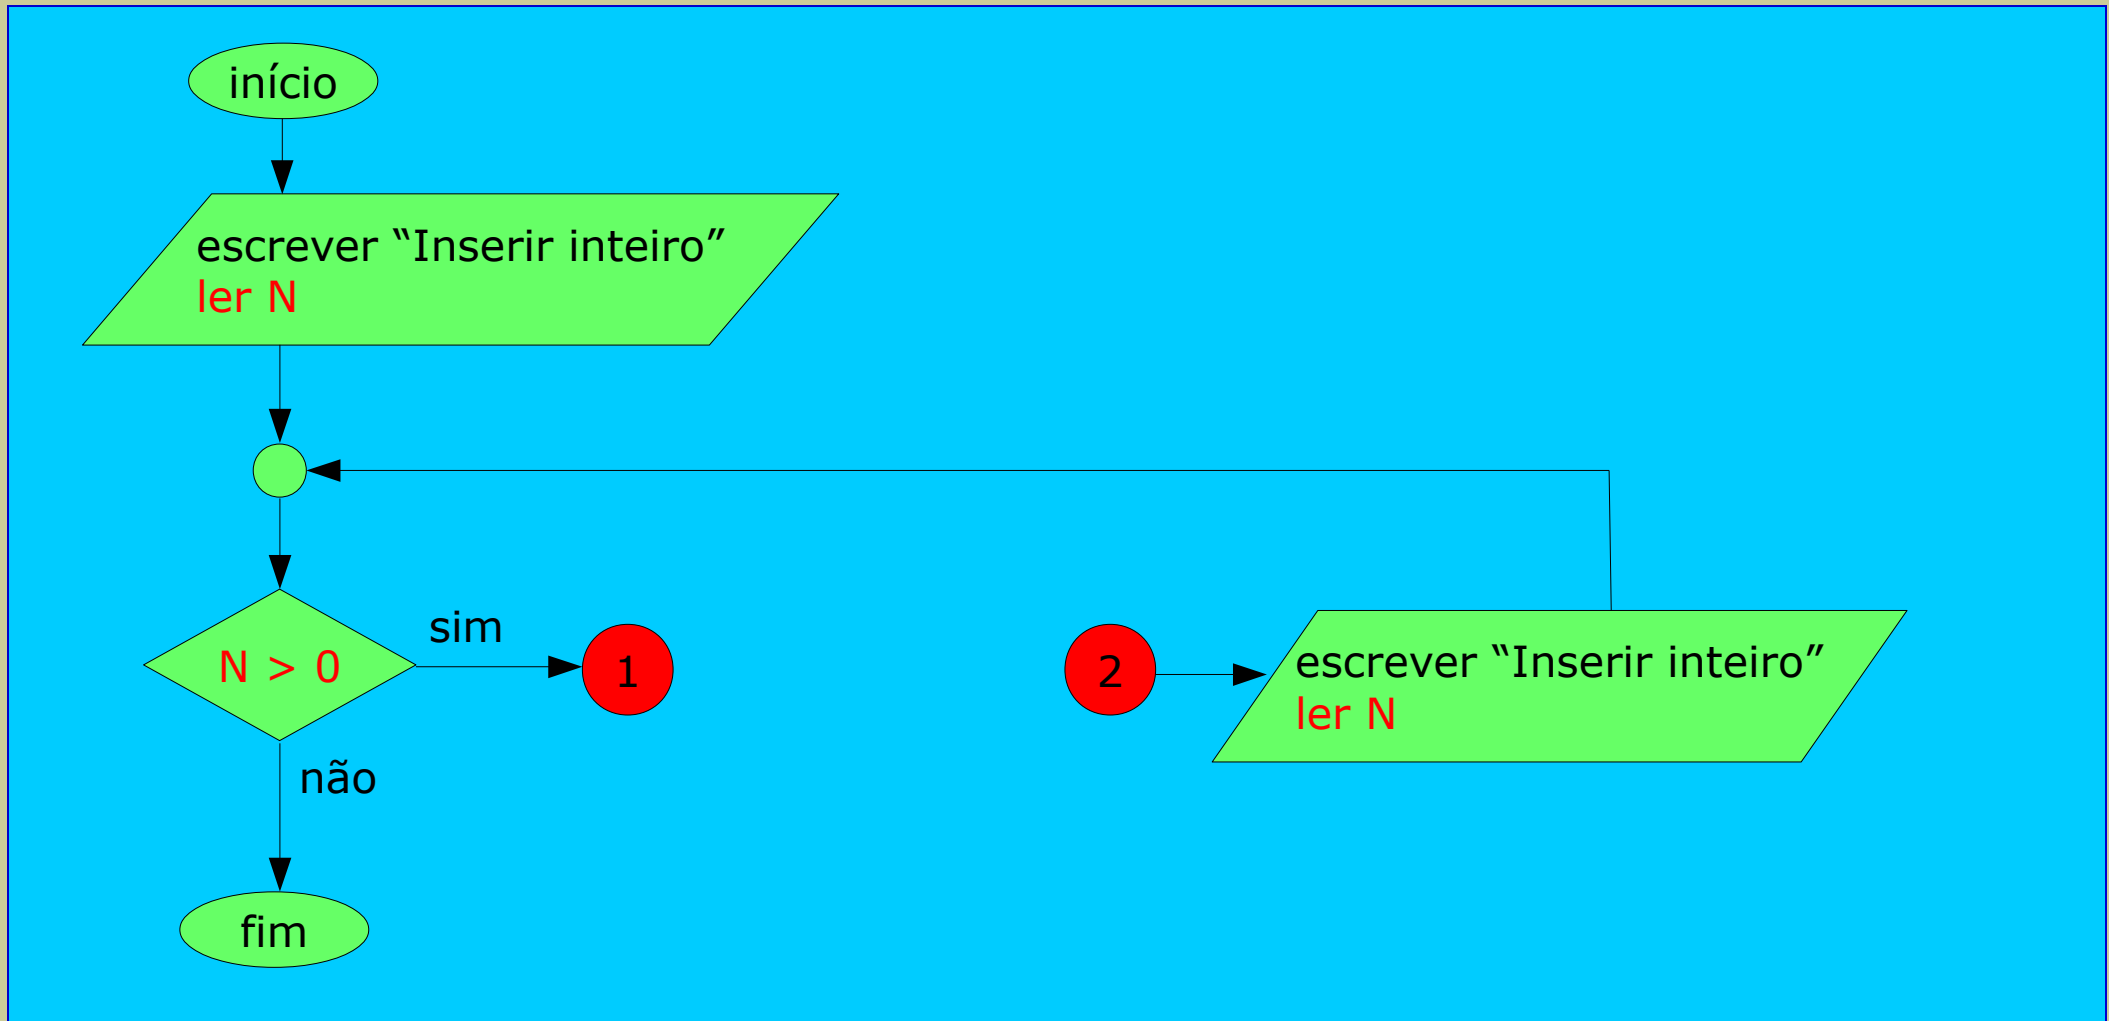 início
escrever “Inserir inteiro”
ler N
N > 0
sim
1
2
escrever “Inserir inteiro”
ler N
não
fim